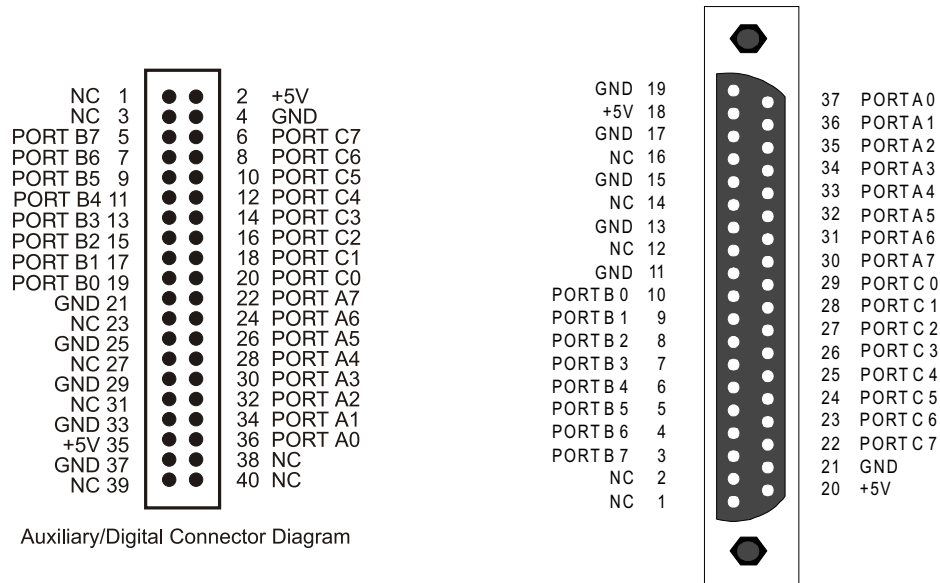 NC 1 2 +5V
NC 3 4 GND
PORT B7 5 6 PORT C7
PORT B6 7 8 PORT C6
PORT B5 9 10 PORT C5
PORT B4 11 12 PORT C4
PORT B3 13 14 PORT C3
PORT B2 15 16 PORT C2
PORT B1 17 18 PORT C1
PORT B0 19 20 PORT C0
GND 21 22 PORT A7
NC 23 24 PORT A6
GND 25 26 PORT A5
NC 27 28 PORT A4
GND 29 30 PORT A3
NC 31 32 PORT A2
GND 33 34 PORT A1
+5V 35 36 PORT A0
GND 37 38 NC
NC 39 40 NC
Auxiliary/Digital Connector Diagram
GND 19
+5V 18
GND 17
NC 16
GND 15
NC 14
GND 13
NC 12
GND 11
PORT B 0 10
PORT B 1 9
PORT B 2 8
PORT B 3 7
PORT B 4 6
PORT B 5 5
PORT B 6 4
PORT B 7 3
NC 2
NC 1
37 PORT A 0
36 PORT A 1
35 PORT A 2
34 PORT A 3
33 PORT A 4
32 PORT A 5
31 PORT A 6
30 PORT A 7
29 PORT C 0
28 PORT C 1
27 PORT C 2
26 PORT C 3
25 PORT C 4
24 PORT C 5
23 PORT C 6
22 PORT C 7
21 GND
20 +5V